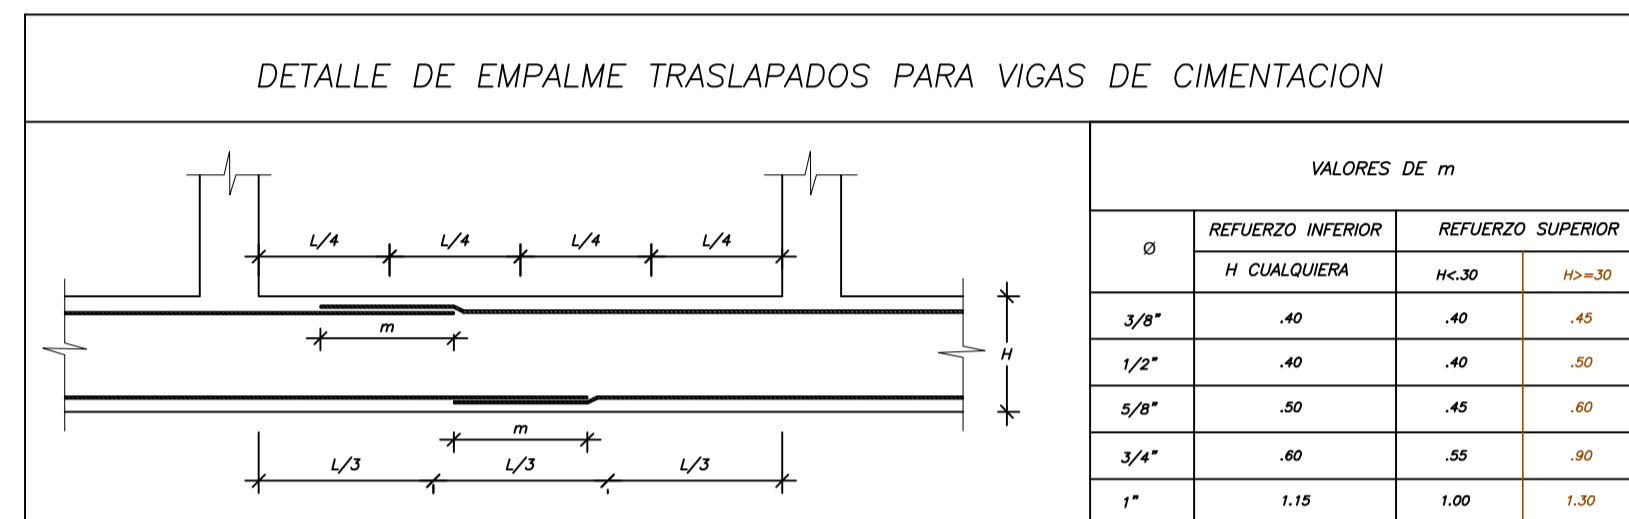 DETALLE DE EMPALME TRASLAPADOS PARA VIGAS DE CIMENTACION
L/4 L/4 L/4 L/4
m
H
m
L/3 L/3 L/3
VALORES DE m
Ø REFUERZO INFERIOR REFUERZO SUPERIOR
H CUALQUIERA H<.30 H>=30
3/8" .40 .40 .45
1/2" .40 .40 .50
5/8" .50 .45 .60
3/4" .60 .55 .90
1" 1.15 1.00 1.30